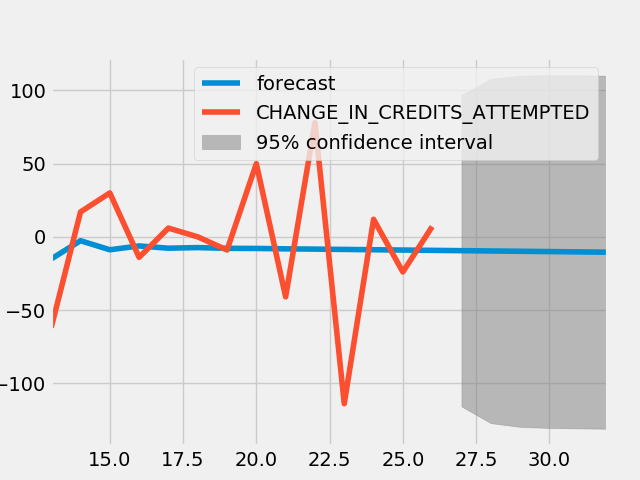 forecast
CHANGE_IN_CREDITS_ATTEMPTED
95% confidence interval
100
50
0
−50
−100
15.0 17.5 20.0 22.5 25.0 27.5 30.0